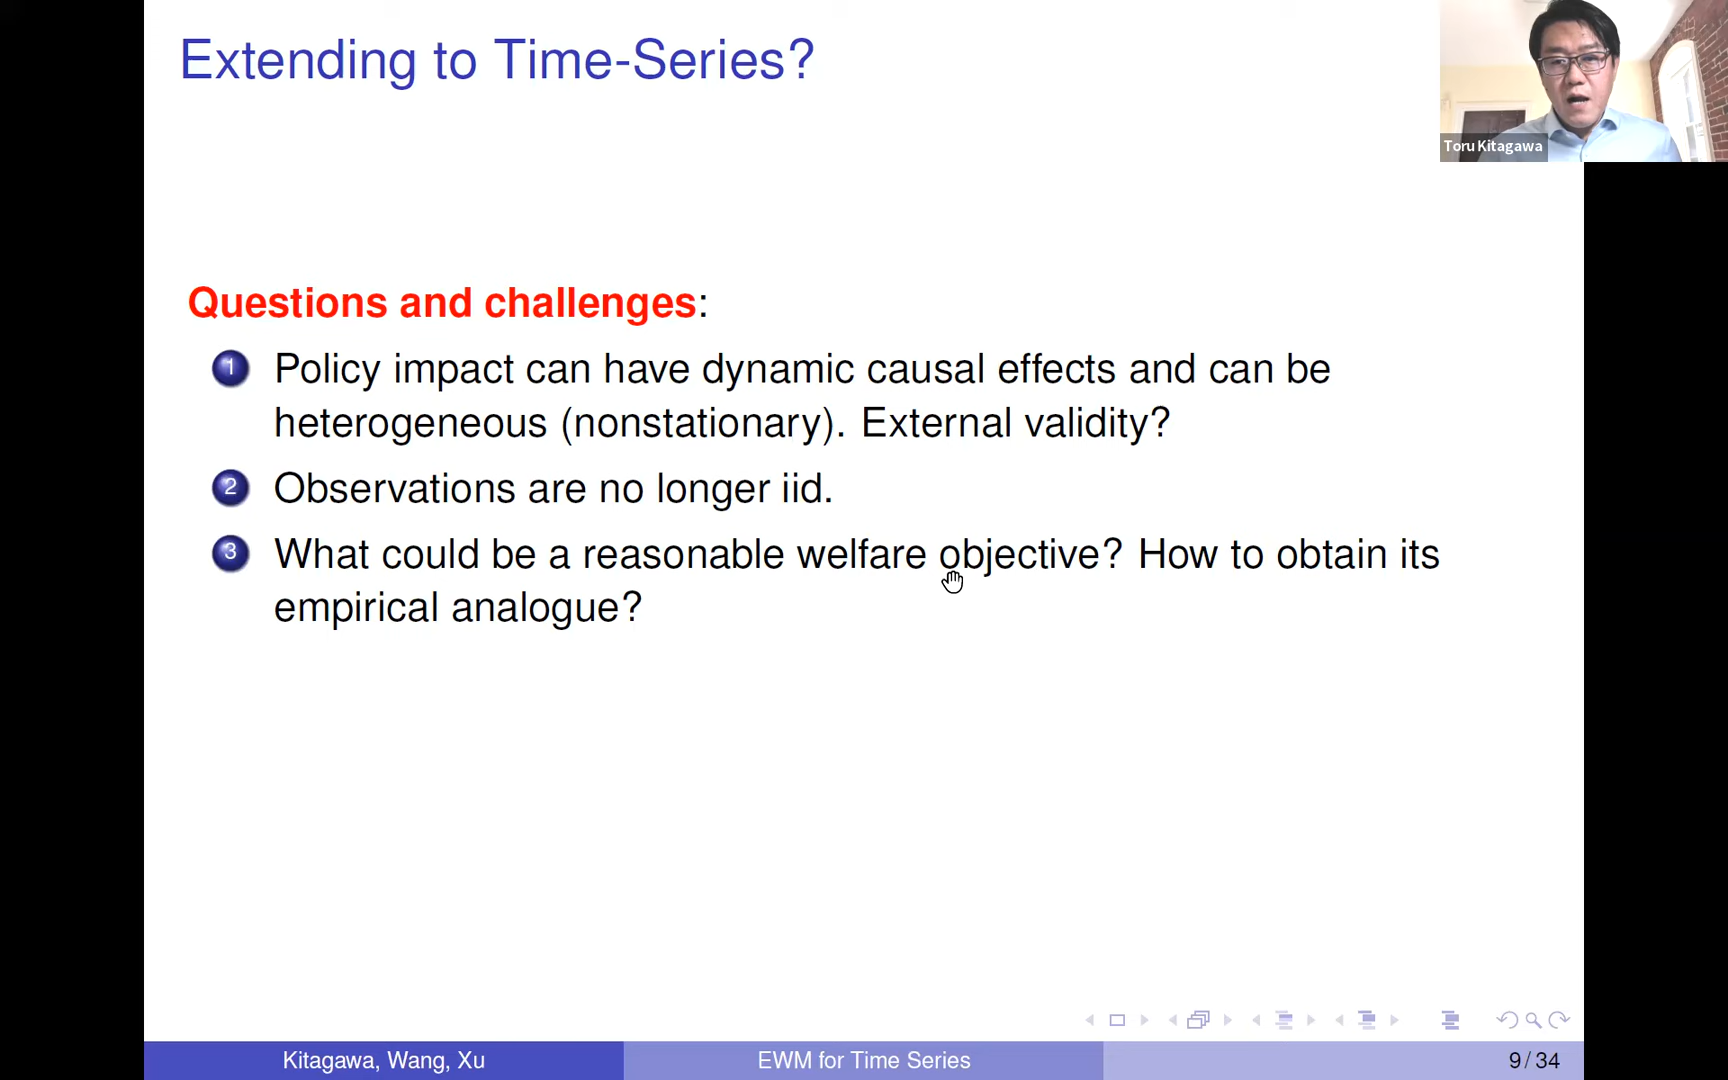 Extending to Time-Series?
Toru Kitagawa
Questions and challenges:
1 Policy impact can have dynamic causal effects and can be
heterogeneous (nonstationary). External validity?
2 Observations are no longer iid.
3 What could be a reasonable welfare objective? How to obtain its
empirical analogue?
Kitagawa, Wang, Xu
EWM for Time Series
9/34